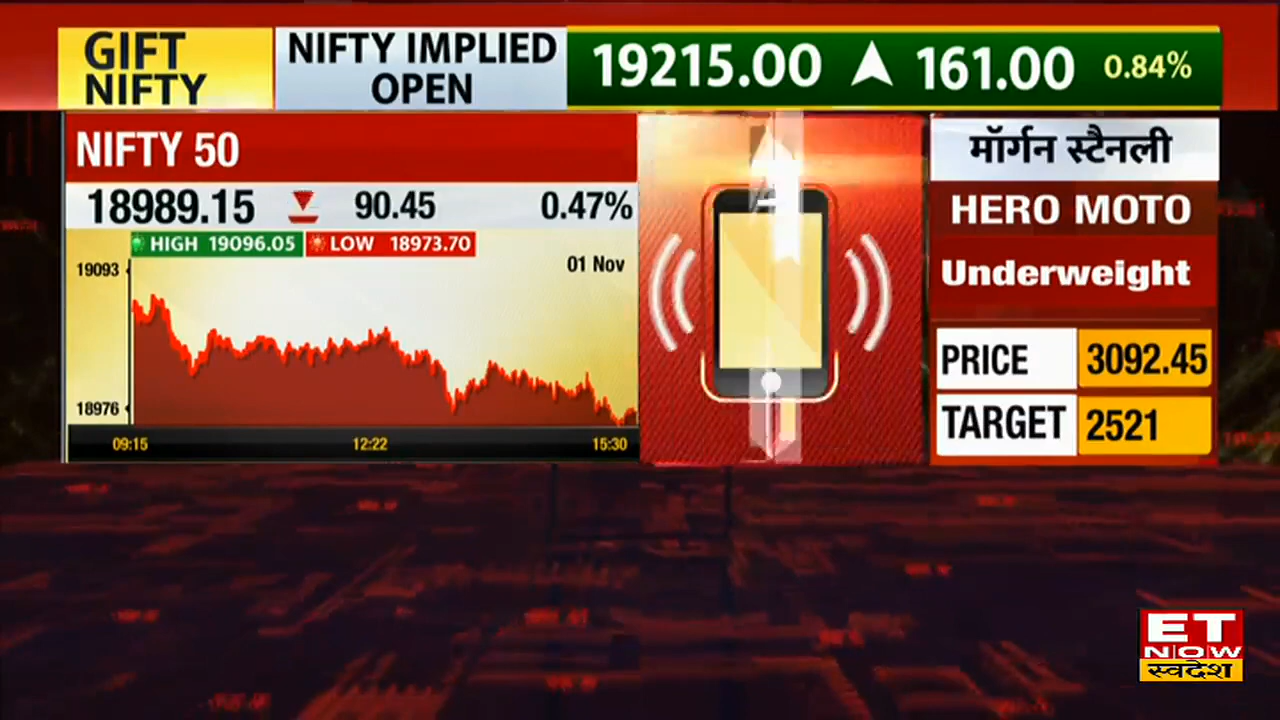 GIFT
NIFTY
NIFTY IMPLIED
OPEN
19215.00 161.00 0.84%
NIFTY 50
18989.15 90.45 0.47%
HIGH 19096.05 LOW 18973.70
01 Nov
19093
18976
09:15 12:22 15:30
मॉर्गन स्टैनली
HERO MOTO
Underweight
PRICE 3092.45
TARGET 2521
ET
NOW
स्वदेश